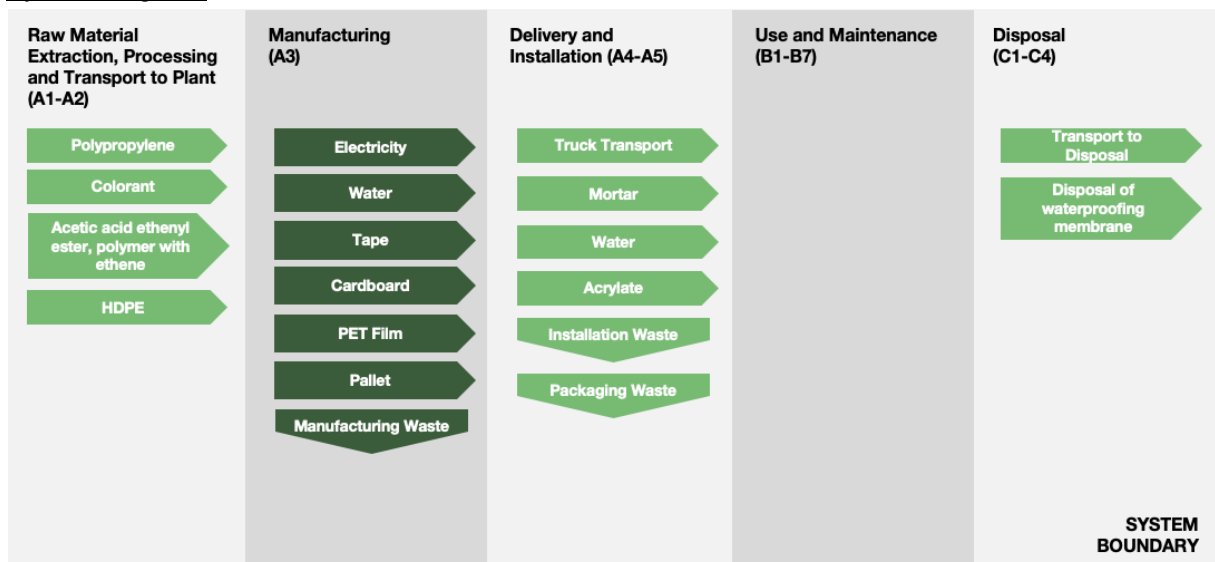 Raw Material
Extraction, Processing
and Transport to Plant
(A1-A2)
Polypropylene
Colorant
Acetic acid ethenyl
ester, polymer with
ethene
HDPE
Manufacturing
(A3)
Electricity
Water
Tape
Cardboard
PET Film
Pallet
Manufacturing Waste
Delivery and
Installation (A4-A5)
Truck Transport
Mortar
Water
Acrylate
Installation Waste
Packaging Waste
Use and Maintenance
(B1-B7)
Disposal
(C1-C4)
Transport to
Disposal
Disposal of
waterproofing
membrane
SYSTEM
BOUNDARY